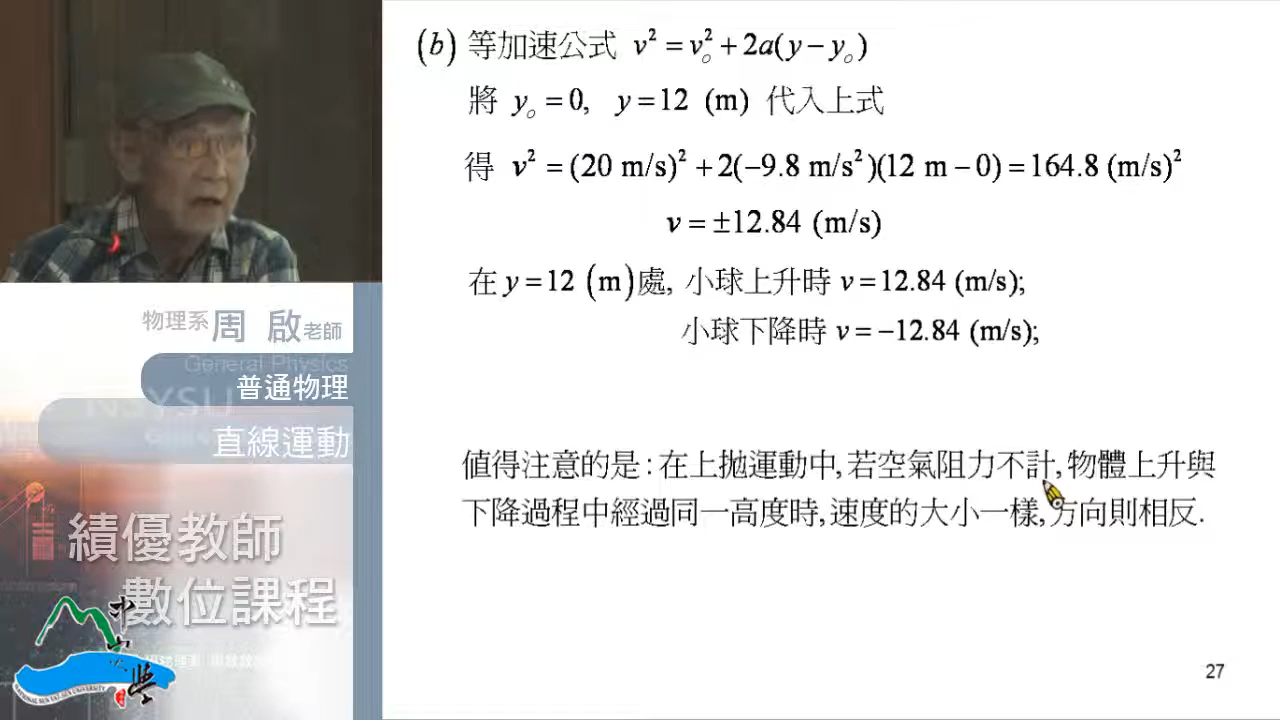 (b) 等加速公式 v² = v₀² + 2a(y − y₀)
將 y₀ = 0, y = 12 (m) 代入上式
得 v² = (20 m/s)² + 2(−9.8 m/s²)(12 m − 0) = 164.8 (m/s)²
v = ±12.84 (m/s)
在 y = 12 (m)處, 小球上升時 v = 12.84 (m/s);
小球下降時 v = −12.84 (m/s);
值得注意的是 : 在上拋運動中, 若空氣阻力不計, 物體上升與
下降過程中經過同一高度時, 速度的大小一樣, 方向則相反.
27
物理系 周 啟 老師
General Physics
普通物理
NSYSU
直線運動
績優教師
數位課程
NATIONAL SUN YAT-SEN UNIVERSITY